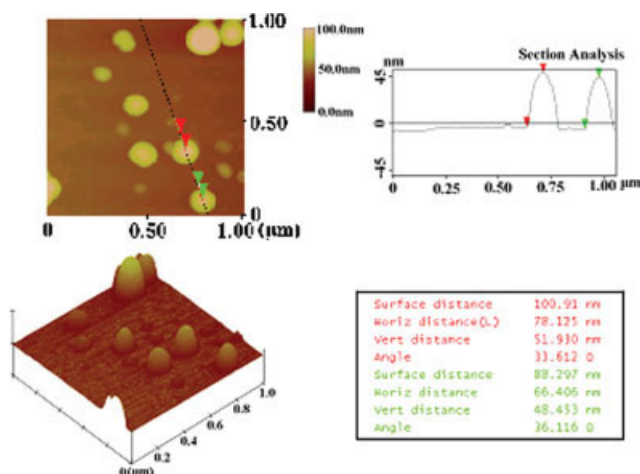 1.00
0.50
0
0
0.50
1.00 (μm)
100.0nm
50.0nm
0.0nm
Section Analysis
nm
45
0
-45
0
0.25
0.50
0.75
1.00
μm
1.0
0.8
0.6
0.4
0.2
0(μm)
Surface distance 100.91 nm
Horiz distance(L) 78.125 nm
Vert distance 51.930 nm
Angle 33.612 O
Surface distance 88.297 nm
Horiz distance 66.406 nm
Vert distance 48.453 nm
Angle 36.116 O